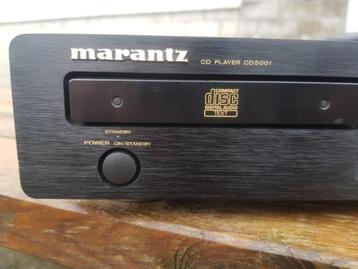 marantz CD PLAYER CD5001
COMPACT
disc
DIGITAL AUDIO
TEXT
STANDBY
POWER ON/STANDBY